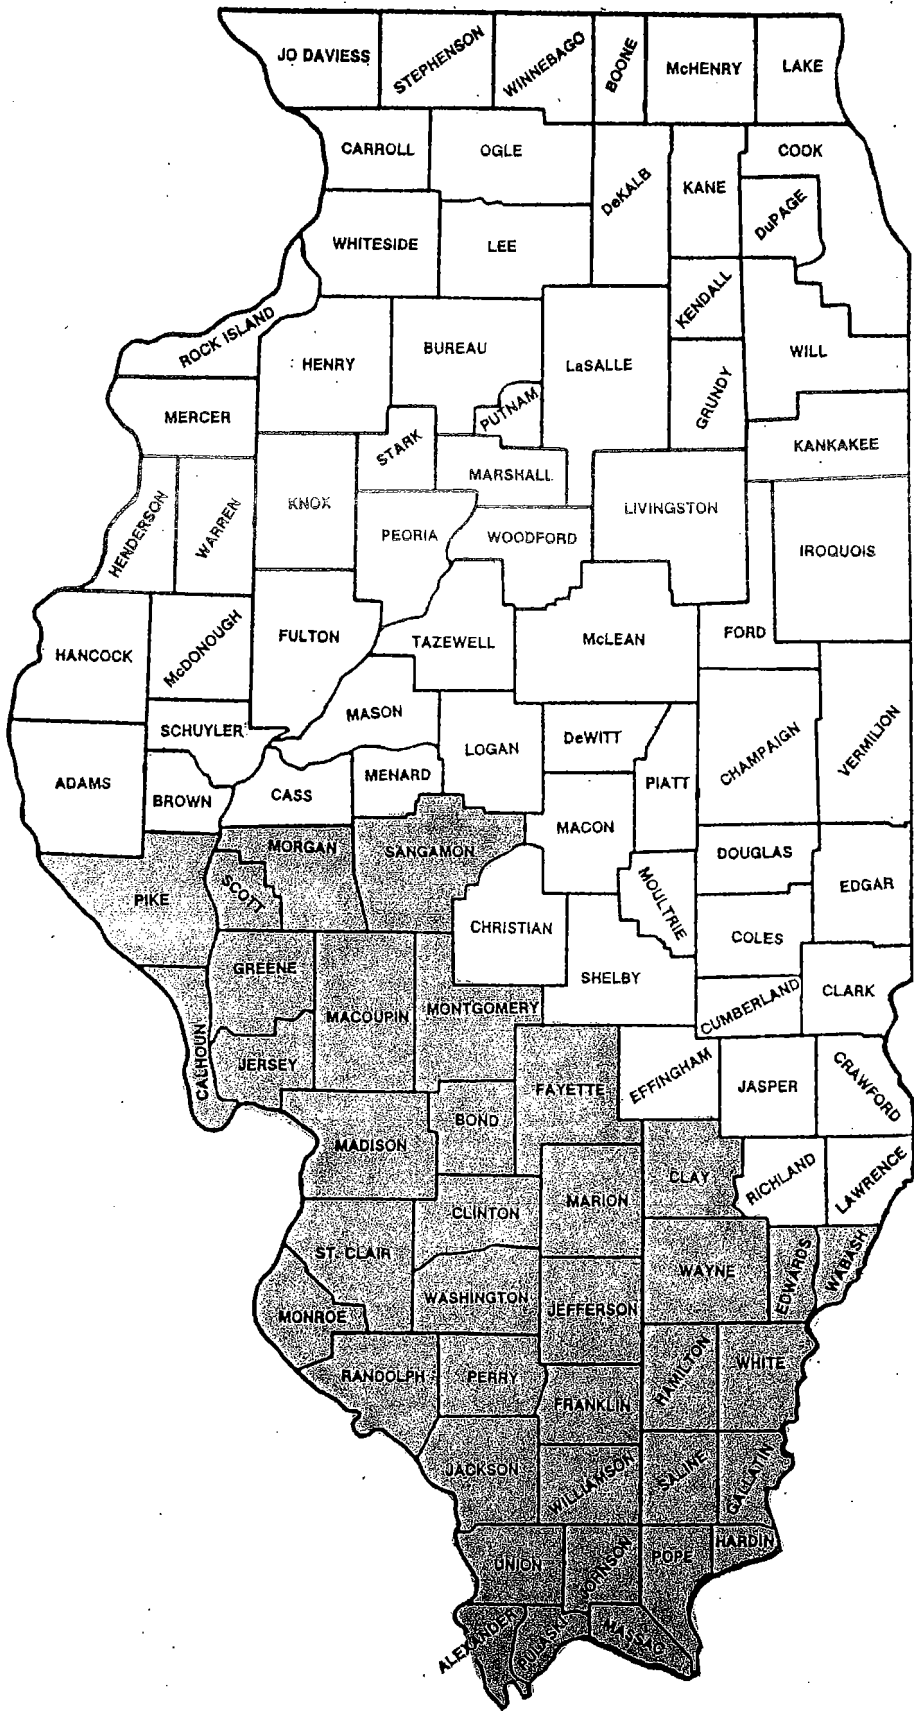 JO DAVIESS
STEPHENSON
WINNEBAGO
BOONE
McHENRY
LAKE
CARROLL
OGLE
DeKALB
KANE
COOK
DuPAGE
WHITESIDE
LEE
KENDALL
ROCK ISLAND
HENRY
BUREAU
LaSALLE
WILL
GRUNDY
MERCER
PUTNAM
STARK
KANKAKEE
MARSHALL
HENDERSON
WARREN
KNOX
LIVINGSTON
PEORIA
WOODFORD
IROQUOIS
HANCOCK
McDONOUGH
FULTON
TAZEWELL
McLEAN
FORD
SCHUYLER
MASON
LOGAN
DeWITT
CHAMPAIGN
VERMILION
ADAMS
BROWN
CASS
MENARD
PIATT
MACON
MORGAN
SANGAMON
DOUGLAS
PIKE
SCOTT
MOULTRIE
EDGAR
CHRISTIAN
COLES
GREENE
SHELBY
MACOUPIN
MONTGOMERY
CUMBERLAND
CLARK
CALHOUN
JERSEY
FAYETTE
EFFINGHAM
JASPER
CRAWFORD
MADISON
BOND
CLAY
RICHLAND
LAWRENCE
MARION
CLINTON
ST. CLAIR
WAYNE
EDWARDS
WABASH
WASHINGTON
JEFFERSON
MONROE
RANDOLPH
PERRY
HAMILTON
WHITE
FRANKLIN
JACKSON
WILLIAMSON
SALINE
GALLATIN
UNION
JOHNSON
POPE
HARDIN
ALEXANDER
PULASKI
MASSAC